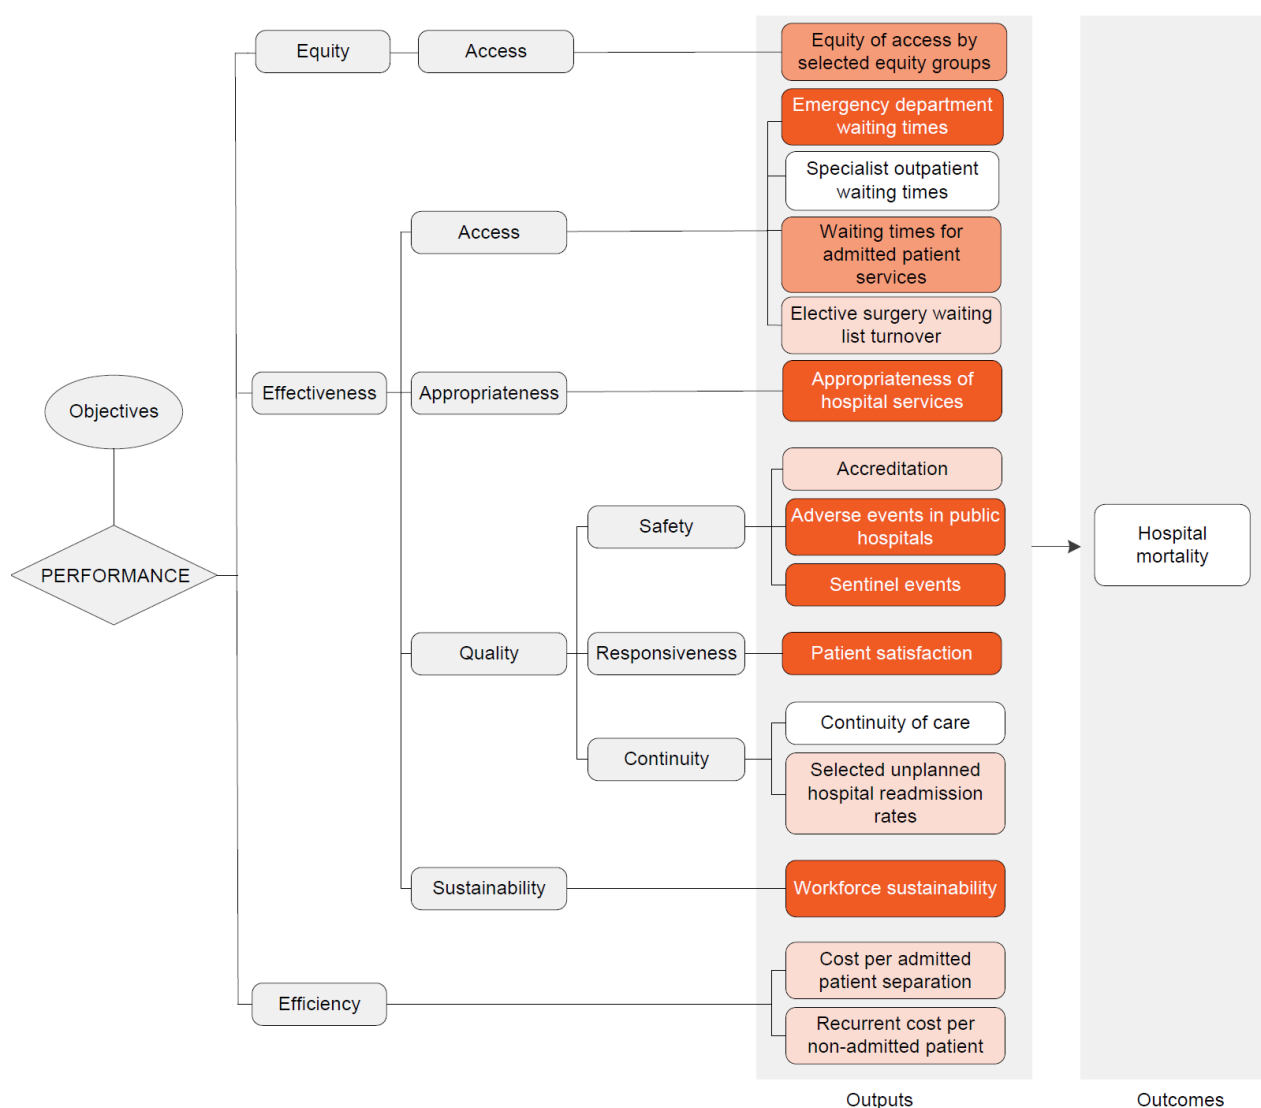 Objectives
PERFORMANCE
Equity
Access
Equity of access by
selected equity groups
Effectiveness
Access
Emergency department
waiting times
Specialist outpatient
waiting times
Waiting times for
admitted patient
services
Elective surgery waiting
list turnover
Appropriateness
Appropriateness of
hospital services
Quality
Safety
Accreditation
Adverse events in public
hospitals
Sentinel events
Responsiveness
Patient satisfaction
Continuity
Continuity of care
Selected unplanned
hospital readmission
rates
Sustainability
Workforce sustainability
Efficiency
Cost per admitted
patient separation
Recurrent cost per
non-admitted patient
Hospital
mortality
Outputs
Outcomes